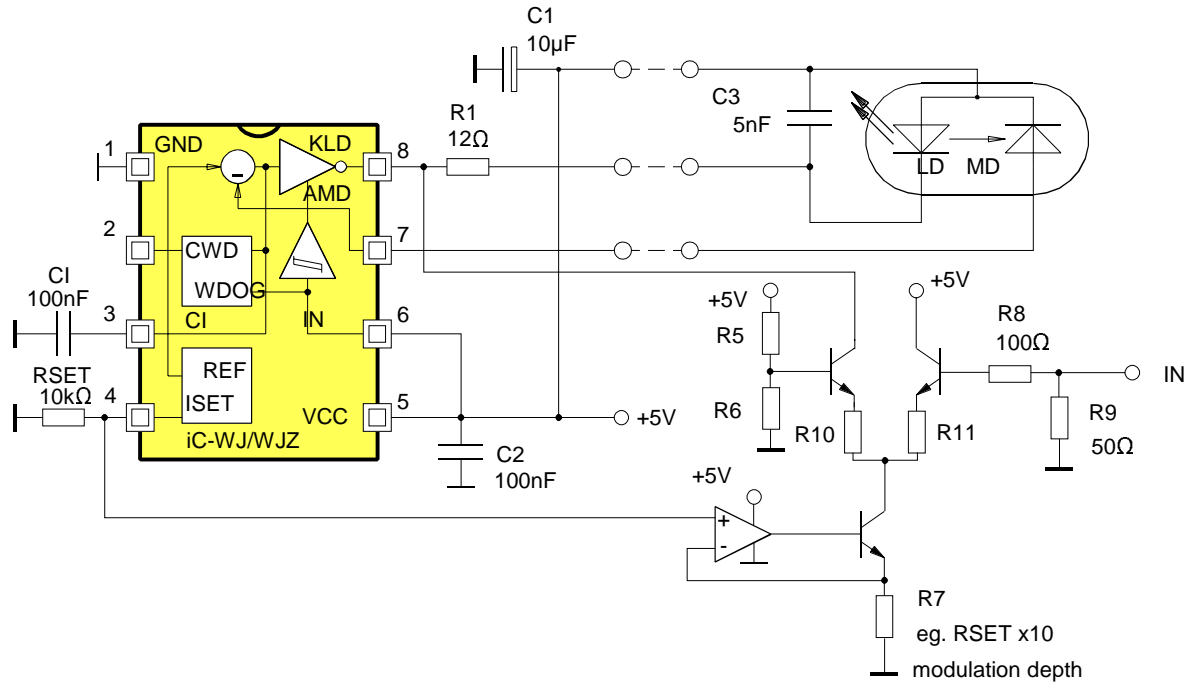 C1
10µF
C3
5nF
R1
12Ω
1
GND
KLD
8
-
AMD
LD
MD
2
7
CWD
CI
100nF
WDOG
+5V
+5V
3
CI
IN
6
R5
R8
100Ω
IN
RSET
10kΩ
REF
4
ISET
VCC
5
+5V
R6
R9
50Ω
iC-WJ/WJZ
R10
R11
C2
100nF
+5V
+
-
R7
eg. RSET x10
modulation depth